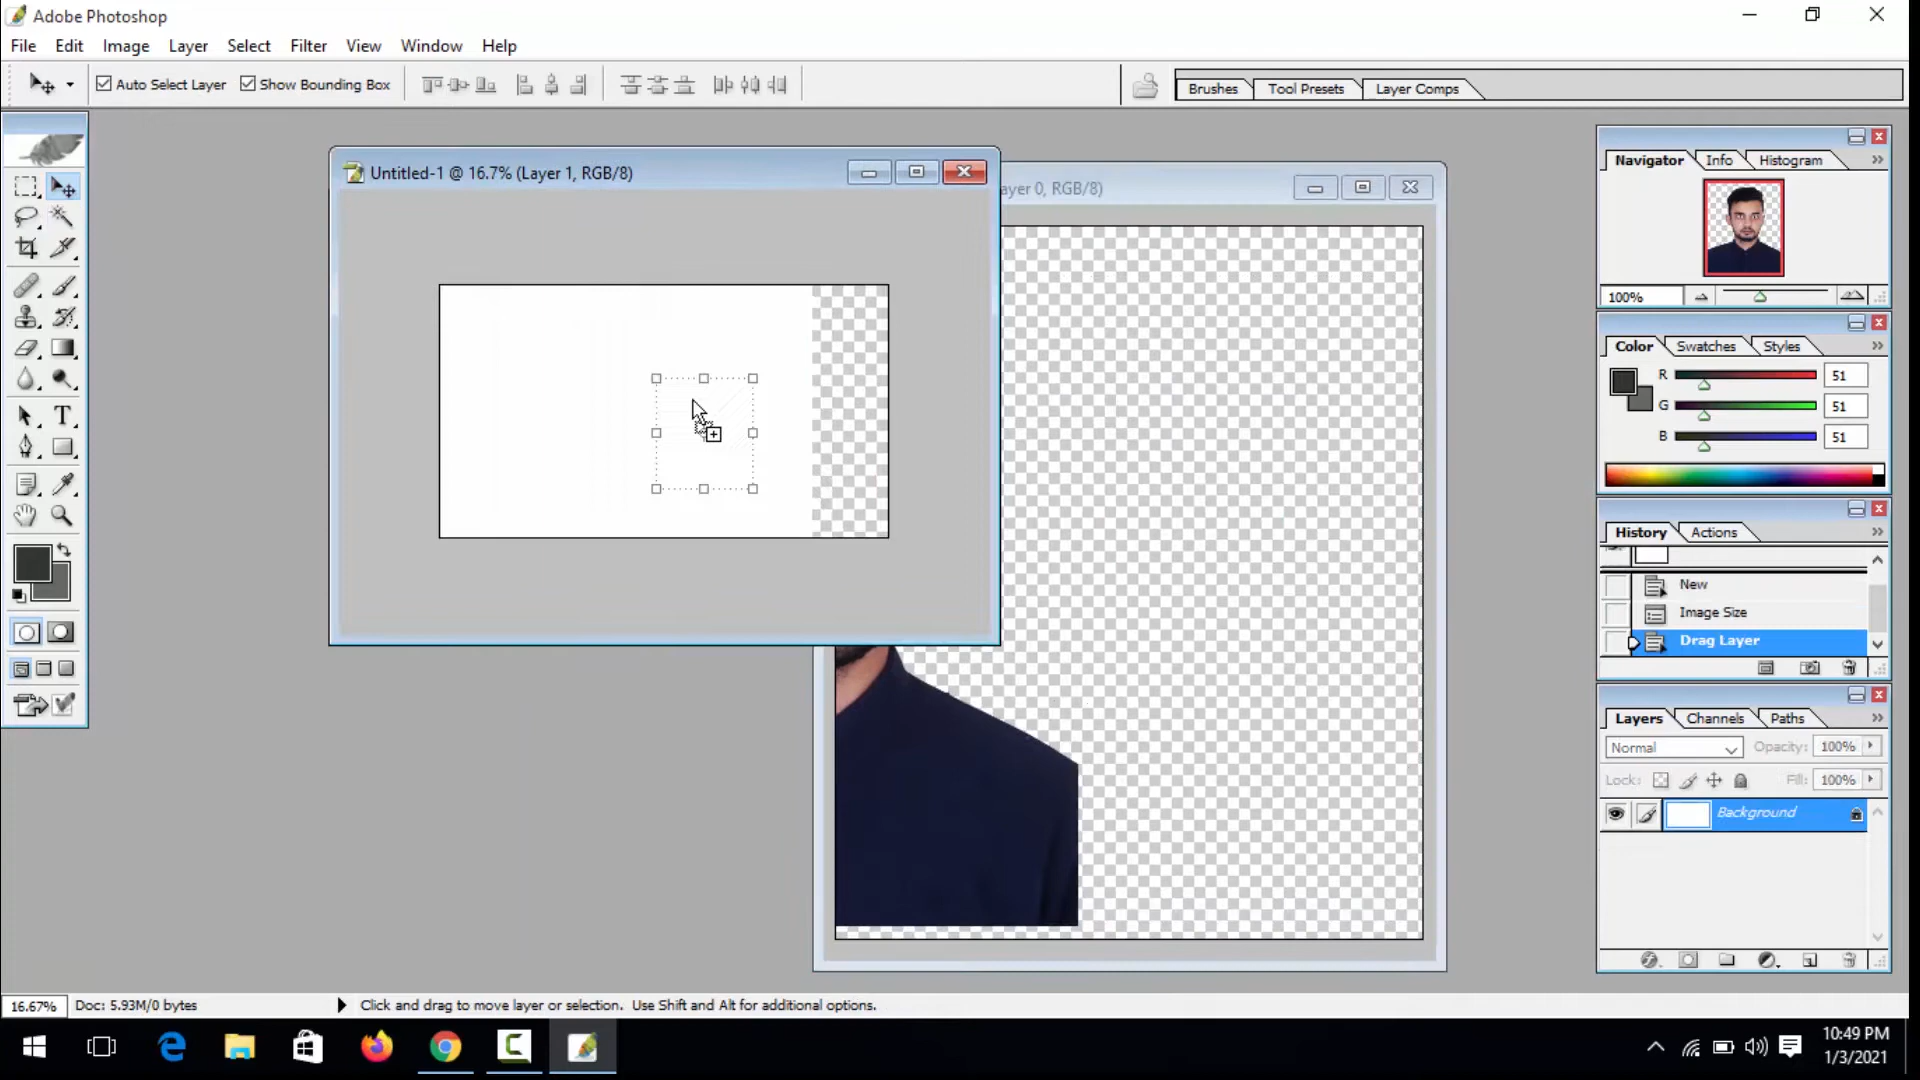 Adobe Photoshop
File Edit Image Layer Select Filter View Window Help
Auto Select Layer Show Bounding Box Brushes Tool Presets Layer Comps
Untitled-1 @ 16.7% (Layer 1, RGB/8)
ayer 0, RGB/8)
Navigator Info Histogram
100%
Color Swatches Styles
R 51
G 51
B 51
History Actions
New
Image Size
Drag Layer
Layers Channels Paths
Normal Opacity: 100%
Lock: Fill: 100%
Background
16.67% Doc: 5.93M/0 bytes Click and drag to move layer or selection. Use Shift and Alt for additional options.
10:49 PM
1/3/2021